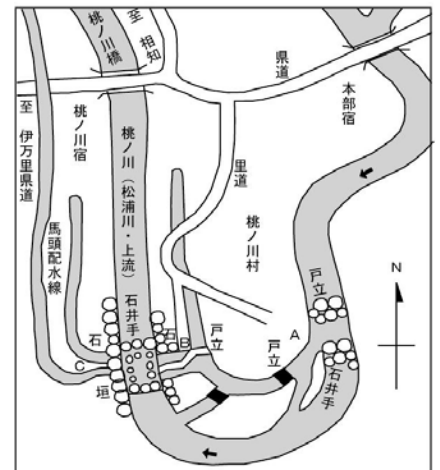 桃ノ川橋
至 相知
県道
本部宿
至 伊万里県道
桃ノ川宿
馬頭配水線
桃ノ川（松浦川・上流）
里道
桃ノ川村
石井手
戸立
戸立
戸立
A
N
石
石
B
C
垣
石井手